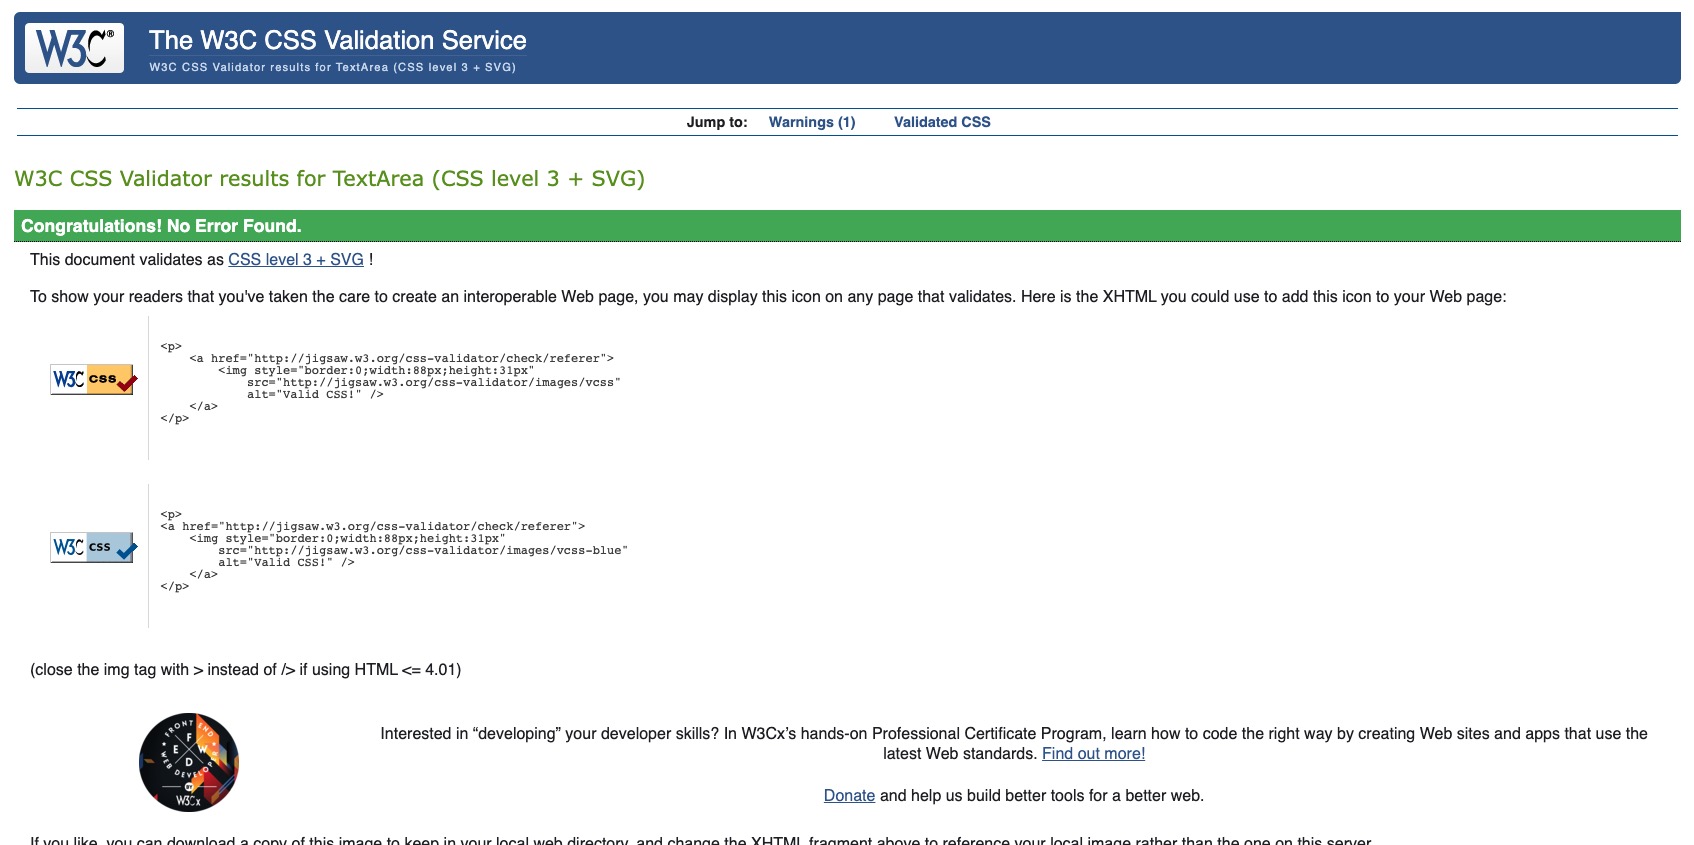 W3C®
The W3C CSS Validation Service
W3C CSS Validator results for TextArea (CSS level 3 + SVG)
Jump to: Warnings (1) Validated CSS
W3C CSS Validator results for TextArea (CSS level 3 + SVG)
Congratulations! No Error Found.
This document validates as CSS level 3 + SVG !
To show your readers that you've taken the care to create an interoperable Web page, you may display this icon on any page that validates. Here is the XHTML you could use to add this icon to your Web page:
W3C css
<p>
<a href="http://jigsaw.w3.org/css-validator/check/referer">
<img style="border:0;width:88px;height:31px"
src="http://jigsaw.w3.org/css-validator/images/vcss"
alt="Valid CSS!" />
</a>
</p>
W3C css
<p>
<a href="http://jigsaw.w3.org/css-validator/check/referer">
<img style="border:0;width:88px;height:31px"
src="http://jigsaw.w3.org/css-validator/images/vcss-blue"
alt="Valid CSS!" />
</a>
</p>
(close the img tag with > instead of /> if using HTML <= 4.01)
FRONT END
F
E W
D
WEB DEVELOP
BY
W3Cx
Interested in “developing” your developer skills? In W3Cx’s hands-on Professional Certificate Program, learn how to code the right way by creating Web sites and apps that use the
latest Web standards. Find out more!
Donate and help us build better tools for a better web.
If you like, you can download a copy of this image to keep in your local web directory, and change the XHTML fragment above to reference your local image rather than the one on this server.